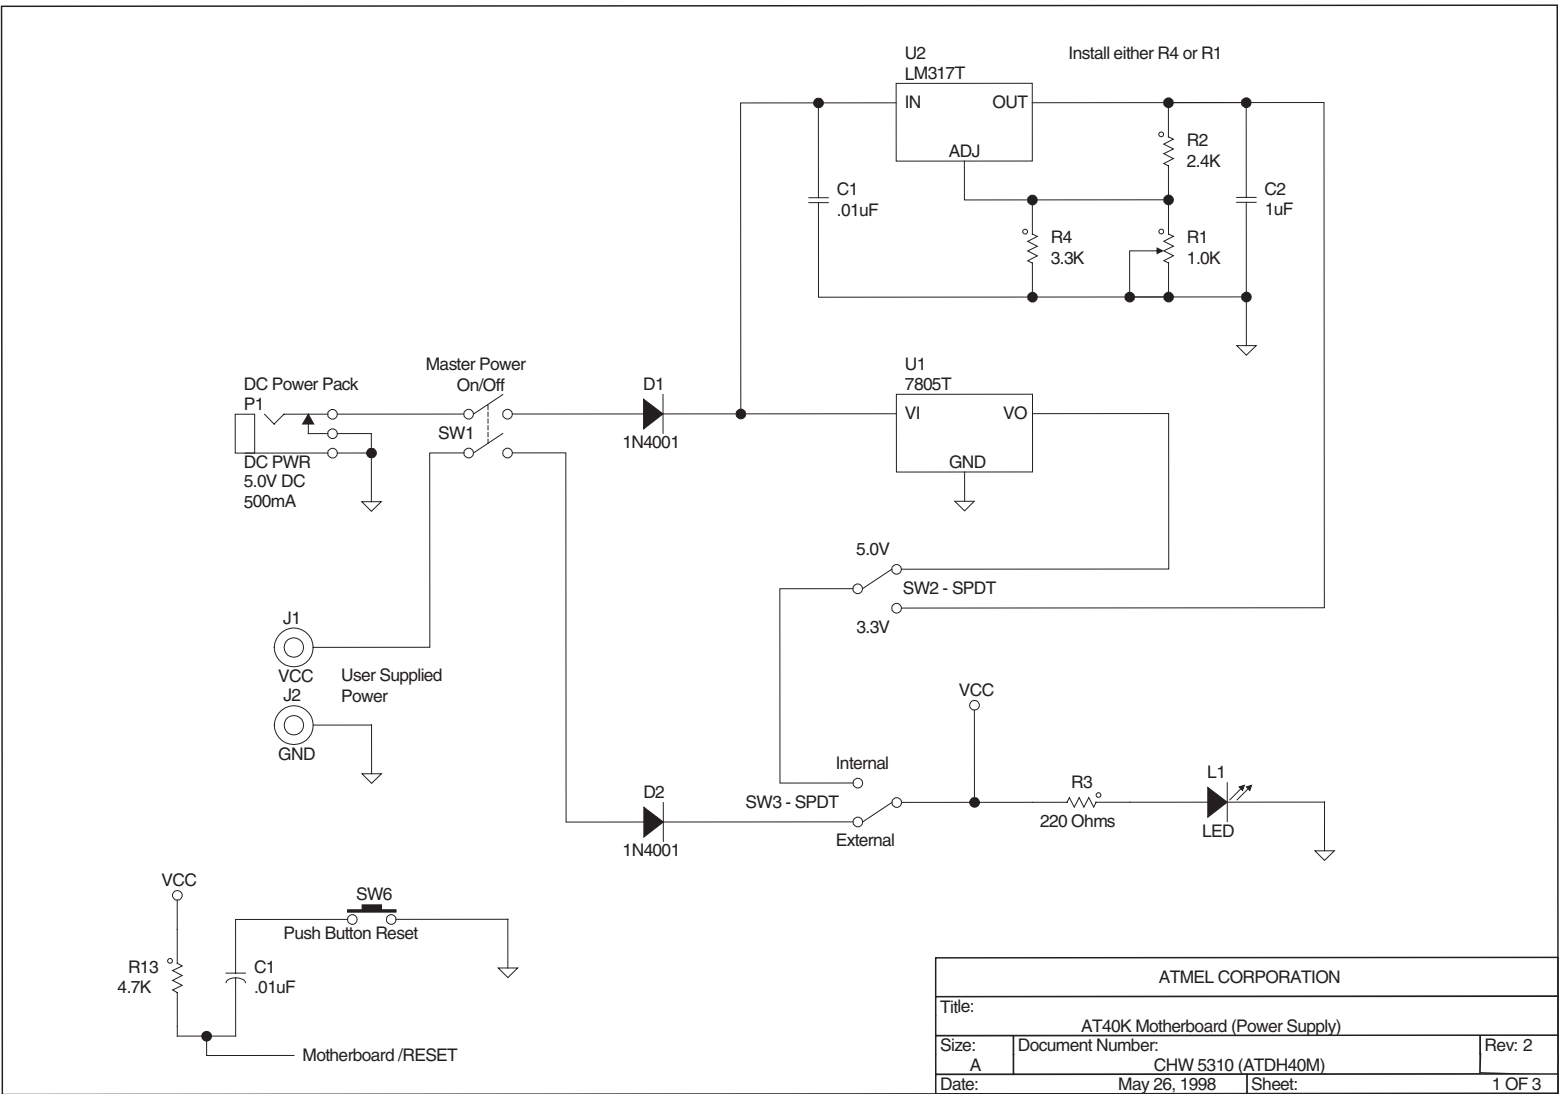 U2
LM317T
Install either R4 or R1
IN
OUT
ADJ
R2
2.4K
C1
.01uF
C2
1uF
R4
3.3K
R1
1.0K
Master Power
On/Off
DC Power Pack
P1
SW1
DC PWR
5.0V DC
500mA
D1
1N4001
U1
7805T
VI
VO
GND
5.0V
SW2 - SPDT
3.3V
J1
VCC
User Supplied
Power
J2
GND
VCC
Internal
SW3 - SPDT
External
D2
1N4001
R3
220 Ohms
L1
LED
VCC
SW6
Push Button Reset
R13
4.7K
C1
.01uF
Motherboard /RESET
ATMEL CORPORATION
Title:
AT40K Motherboard (Power Supply)
Size:
A
Document Number:
CHW 5310 (ATDH40M)
Rev: 2
Date:
May 26, 1998
Sheet:
1 OF 3